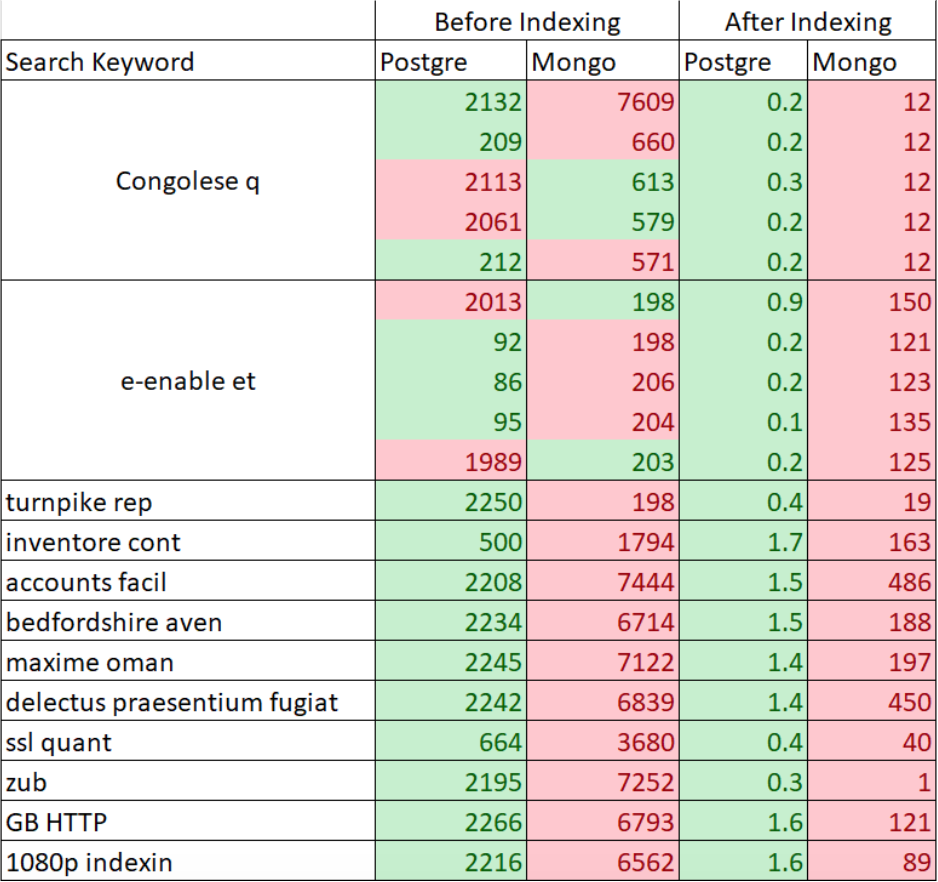 Before Indexing After Indexing
Search Keyword Postgre Mongo Postgre Mongo
2132 7609 0.2 12
209 660 0.2 12
Congolese q 2113 613 0.3 12
2061 579 0.2 12
212 571 0.2 12
2013 198 0.9 150
92 198 0.2 121
e-enable et 86 206 0.2 123
95 204 0.1 135
1989 203 0.2 125
turnpike rep 2250 198 0.4 19
inventore cont 500 1794 1.7 163
accounts facil 2208 7444 1.5 486
bedfordshire aven 2234 6714 1.5 188
maxime oman 2245 7122 1.4 197
delectus praesentium fugiat 2242 6839 1.4 450
ssl quant 664 3680 0.4 40
zub 2195 7252 0.3 1
GB HTTP 2266 6793 1.6 121
1080p indexin 2216 6562 1.6 89